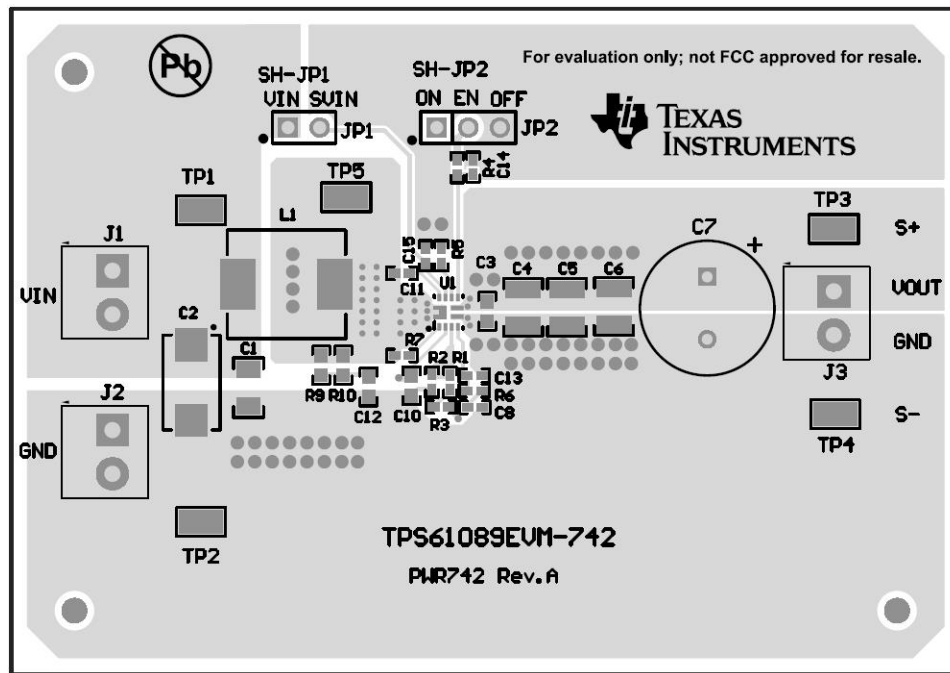 Pb
For evaluation only; not FCC approved for resale.
SH-JP1
VIN SVIN
JP1
SH-JP2
ON EN OFF
JP2
TEXAS
INSTRUMENTS
R4
C14
TP1
TP5
TP3
S+
L1
J1
C7
+
VIN
C15
R5
C11
U1
C3
C4
C5
C6
VOUT
GND
J3
C2
C1
R7
R9
R10
C12
C10
R2
R1
R3
C13
R6
C8
J2
GND
S-
TP4
TP2
TPS61089EVM-742
PWR742 Rev.A